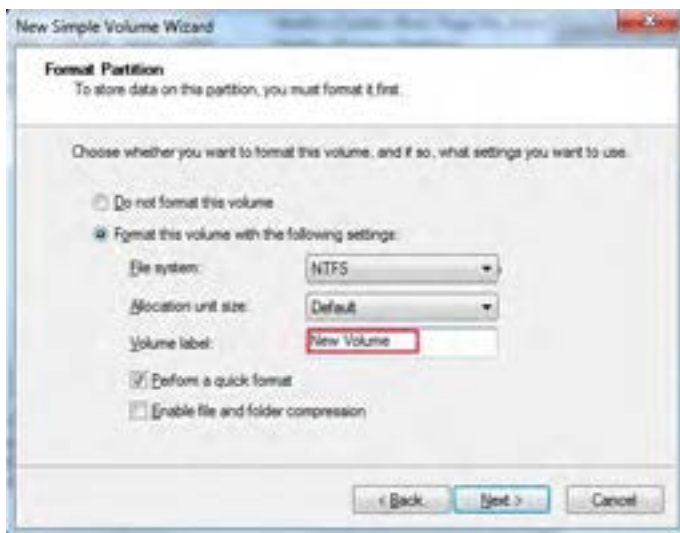 New Simple Volume Wizard
Format Partition
To store data on this partition, you must format it first.
Choose whether you want to format this volume, and if so, what settings you want to use.
Do not format this volume
Format this volume with the following settings:
File system: NTFS
Allocation unit size: Default
Volume label: New Volume
Perform a quick format
Enable file and folder compression
< Back Next > Cancel